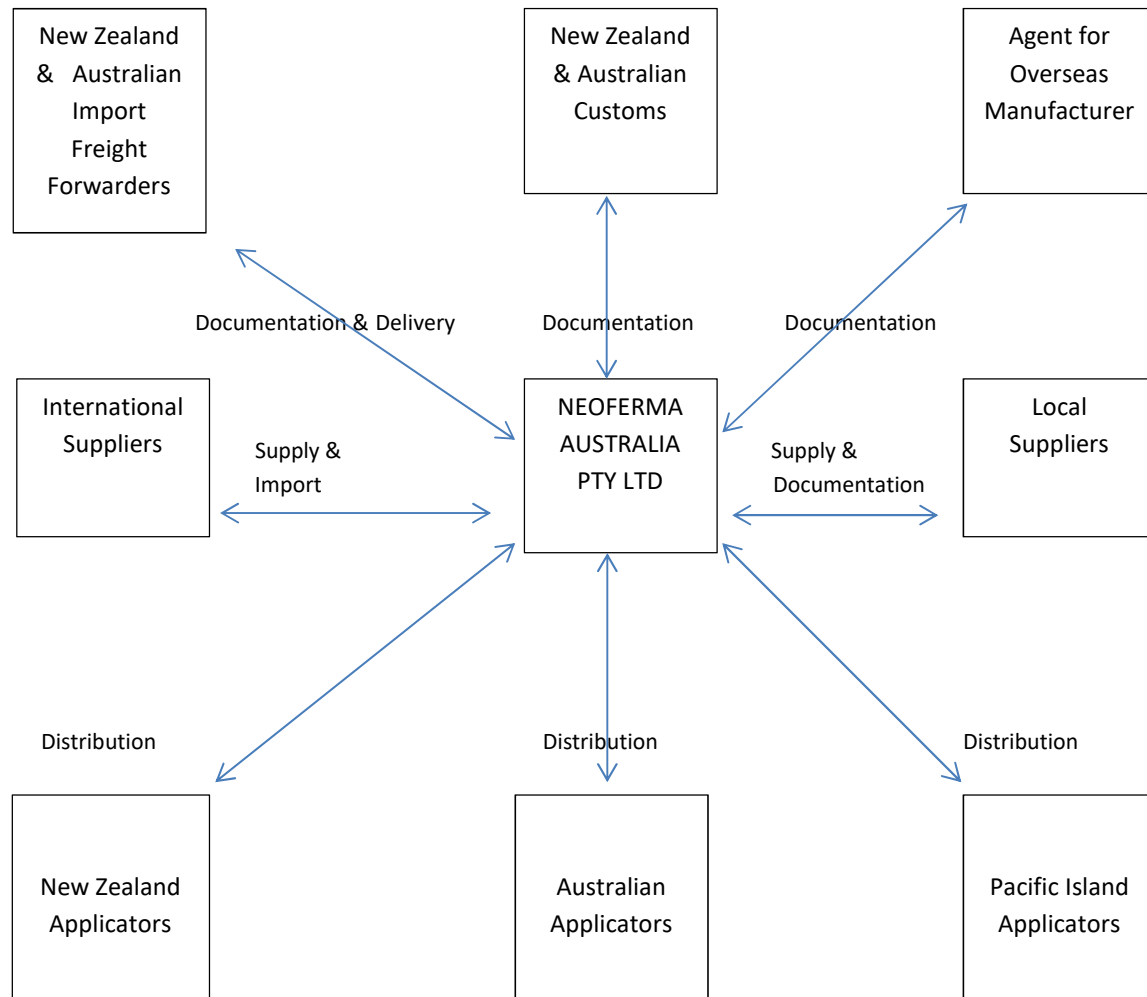 New Zealand
& Australian
Import
Freight
Forwarders
New Zealand
& Australian
Customs
Agent for
Overseas
Manufacturer
Documentation & Delivery
Documentation
Documentation
International
Suppliers
Supply &
Import
NEOFERMA
AUSTRALIA
PTY LTD
Supply &
Documentation
Local
Suppliers
Distribution
Distribution
Distribution
New Zealand
Applicators
Australian
Applicators
Pacific Island
Applicators